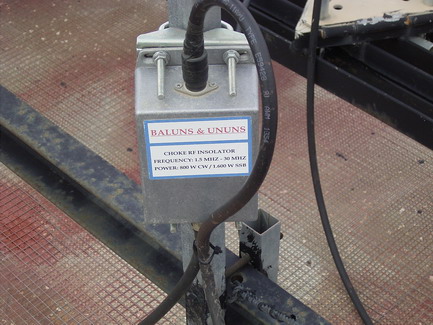 BALUNS & UNUNS
CHOKE RF INSOLATOR
FREQUENCY: 1,5 MHZ - 30 MHZ
POWER: 800 W CW / 1.600 W SSB